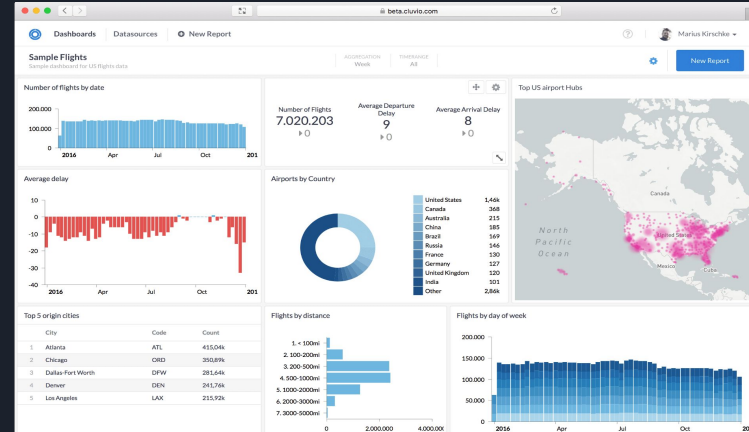 beta.cluvio.com
Dashboards Datasources New Report
Marius Kirschke
Sample Flights
Sample dashboard for US flights data
AGGREGATION
Week
TIMERANGE
All
New Report
Number of flights by date
200.000
100.000
0
2016 Apr Jul Oct 201
Number of Flights
7.020.203
0
Average Departure
Delay
9
0
Average Arrival Delay
8
0
Top US airport Hubs
Canada
North
Pacific
Ocean
United States
Mexico
Cuba
Average delay
10
0
-10
-20
-30
-40
2016 Apr Jul Oct 201
Airports by Country
United States 1,46k
Canada 368
Australia 215
China 185
Brazil 169
Russia 146
France 130
Germany 127
United Kingdom 120
India 101
Other 2,86k
Top 5 origin cities
City Code Count
1 Atlanta ATL 415,04k
2 Chicago ORD 350,89k
3 Dallas-Fort Worth DFW 281,64k
4 Denver DEN 241,76k
5 Los Angeles LAX 215,92k
Flights by distance
1. < 100mi
2. 100-200mi
3. 200-500mi
4. 500-1000mi
5. 1000-2000mi
6. 2000-3000mi
7. 3000-5000mi
0 2.000.000 4.000.000
Flights by day of week
200.000
150.000
100.000
50.000
0
2016 Apr Jul Oct 20